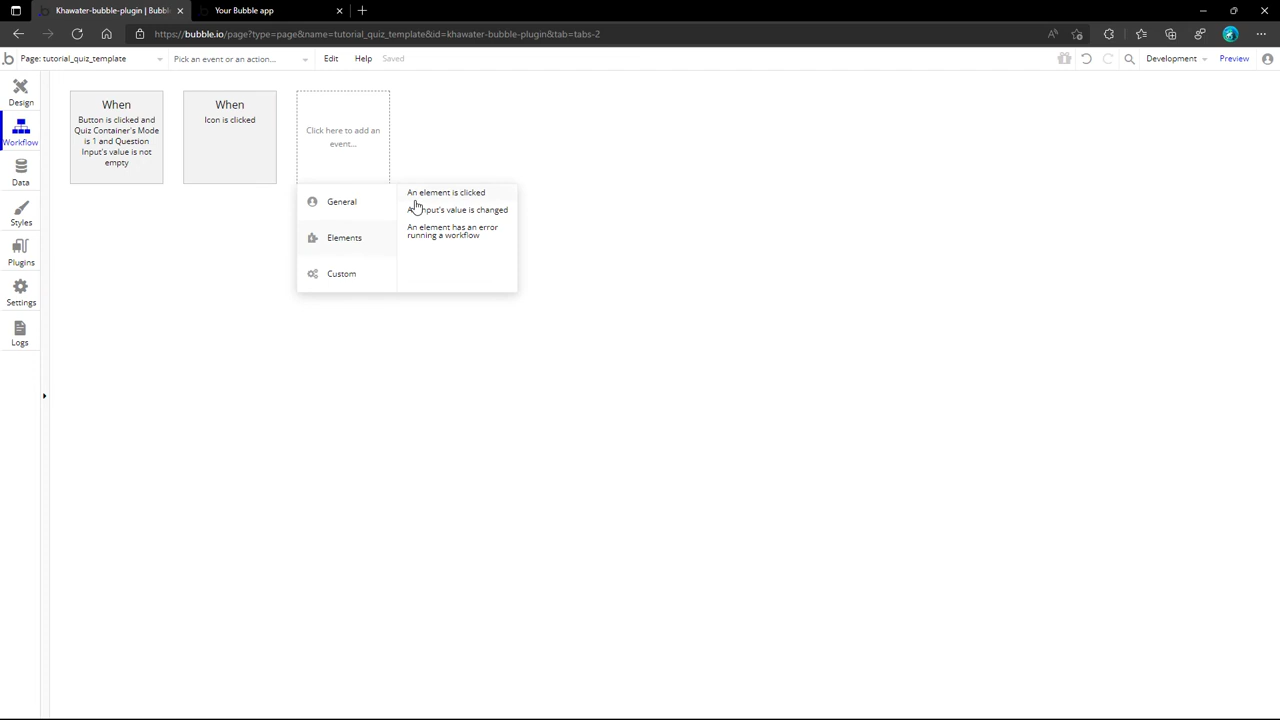 Khawater-bubble-plugin | Bubble
Your Bubble app
https://bubble.io/page?type=page&name=tutorial_quiz_template&id=khawater-bubble-plugin&tab=tabs-2
Page: tutorial_quiz_template
Pick an event or an action...
Edit
Help
Saved
Development
Preview
Design
Workflow
Data
Styles
Plugins
Settings
Logs
When
Button is clicked and
Quiz Container's Mode
is 1 and Question
Input's value is not
empty
When
Icon is clicked
Click here to add an
event...
General
Elements
Custom
An element is clicked
An input's value is changed
An element has an error
running a workflow